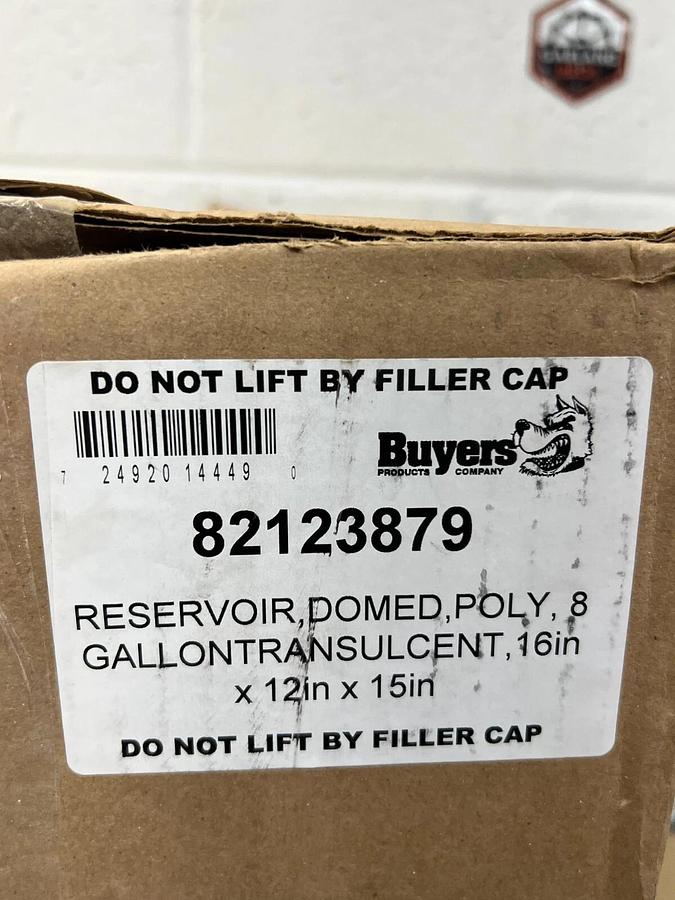 DO NOT LIFT BY FILLER CAP
7 24920 14449 0
Buyers
PRODUCTS COMPANY
82123879
RESERVOIR,DOMED,POLY, 8
GALLONTRANSULCENT,16in
x 12in x 15in
DO NOT LIFT BY FILLER CAP